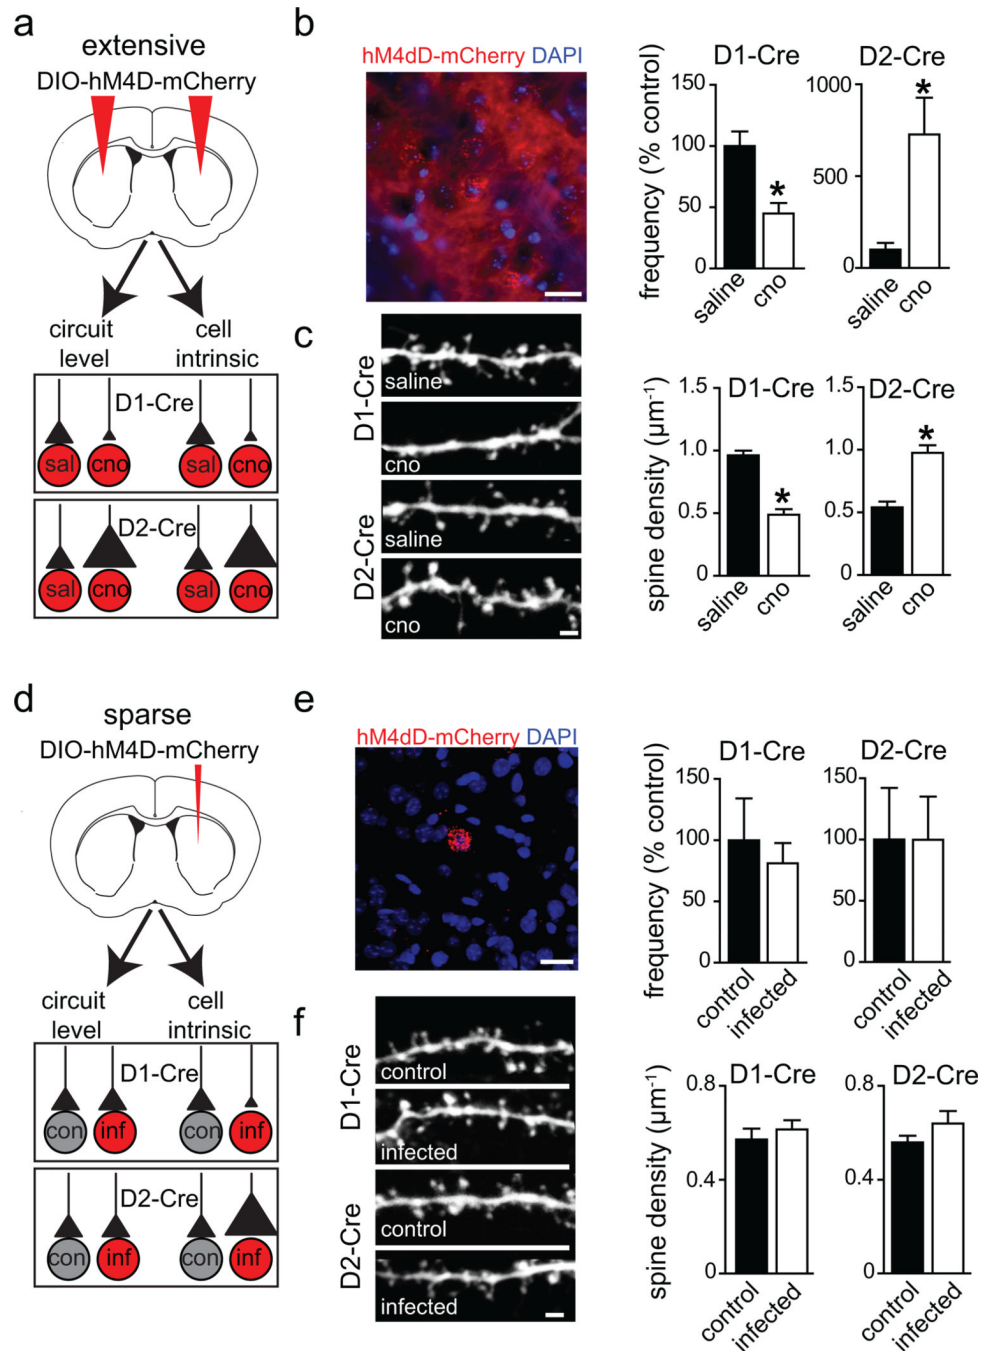 a
extensive
DIO-hM4D-mCherry
circuit level
cell intrinsic
D1-Cre
sal
cno
sal
cno
D2-Cre
sal
cno
sal
cno
b
hM4dD-mCherry DAPI
frequency (% control)
D1-Cre
150
100
50
0
*
saline
cno
D2-Cre
1000
500
0
*
saline
cno
c
D1-Cre
saline
cno
D2-Cre
saline
cno
spine density (µm⁻¹)
D1-Cre
1.5
1.0
0.5
0
*
saline
cno
D2-Cre
1.5
1.0
0.5
0
*
saline
cno
d
sparse
DIO-hM4D-mCherry
circuit level
cell intrinsic
D1-Cre
con
inf
con
inf
D2-Cre
con
inf
con
inf
e
hM4dD-mCherry DAPI
frequency (% control)
D1-Cre
150
100
50
0
control
infected
D2-Cre
150
100
50
0
control
infected
f
D1-Cre
control
infected
D2-Cre
control
infected
spine density (µm⁻¹)
D1-Cre
0.8
0.4
0
control
infected
D2-Cre
0.8
0.4
0
control
infected